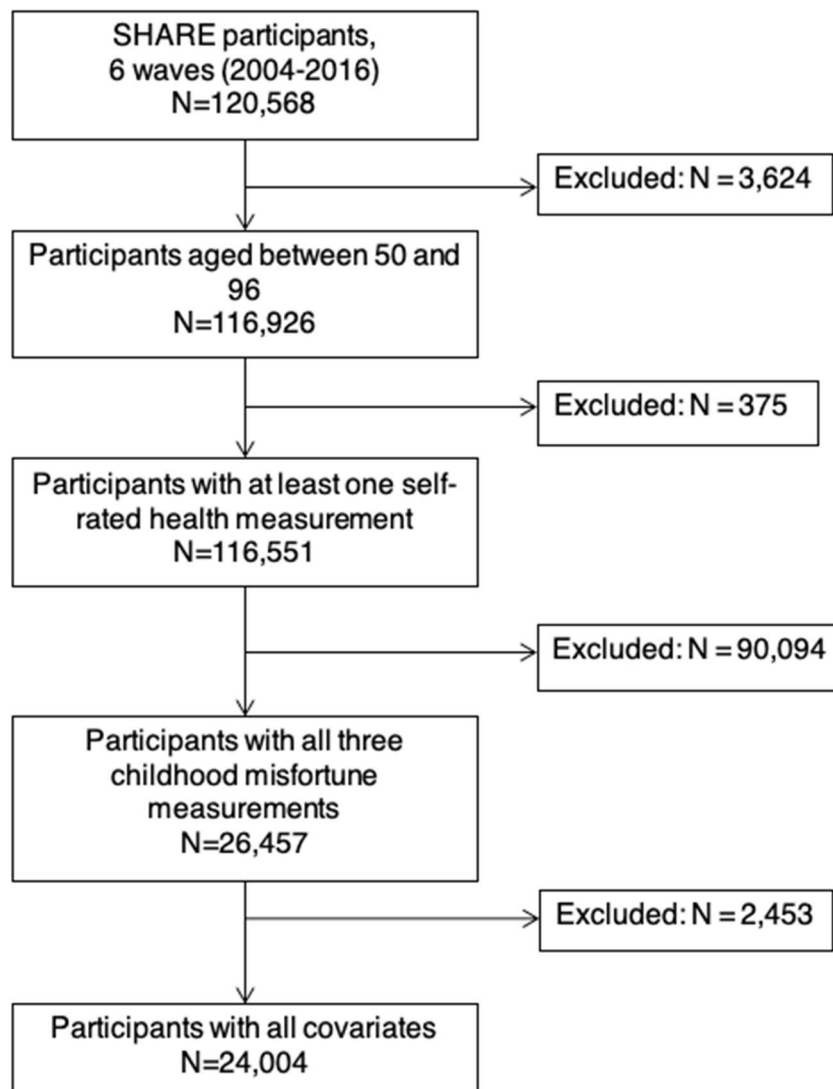 SHARE participants,
6 waves (2004-2016)
N=120,568
Excluded: N = 3,624
Participants aged between 50 and
96
N=116,926
Excluded: N = 375
Participants with at least one self-
rated health measurement
N=116,551
Excluded: N = 90,094
Participants with all three
childhood misfortune
measurements
N=26,457
Excluded: N = 2,453
Participants with all covariates
N=24,004